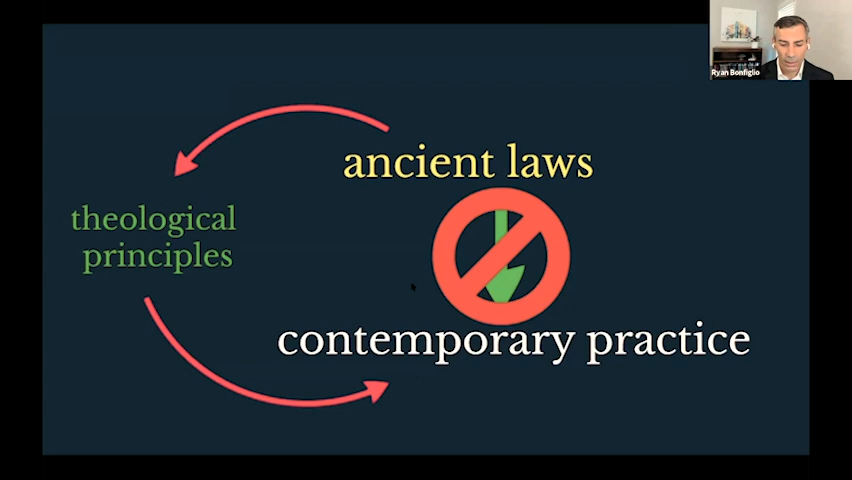 Ryan Bonfiglio
ancient laws
theological
principles
contemporary practice